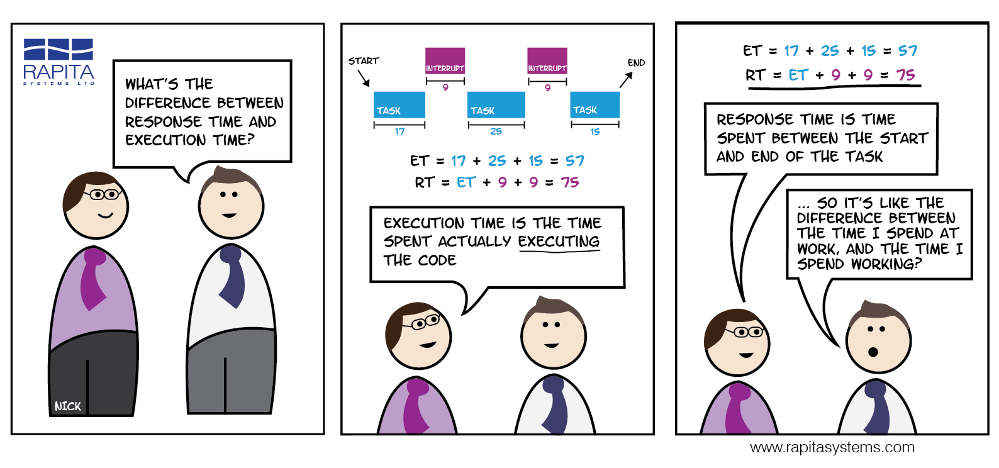 RAPITA
SYSTEMS LTD
WHAT'S THE
DIFFERENCE BETWEEN
RESPONSE TIME AND
EXECUTION TIME?
NICK
START
INTERRUPT
INTERRUPT
END
9
9
TASK
TASK
TASK
17
25
15
ET = 17 + 25 + 15 = 57
RT = ET + 9 + 9 = 75
EXECUTION TIME IS THE TIME
SPENT ACTUALLY EXECUTING
THE CODE
ET = 17 + 25 + 15 = 57
RT = ET + 9 + 9 = 75
RESPONSE TIME IS TIME
SPENT BETWEEN THE START
AND END OF THE TASK
... SO IT'S LIKE THE
DIFFERENCE BETWEEN
THE TIME I SPEND AT
WORK, AND THE TIME I
SPEND WORKING?
www.rapitasystems.com